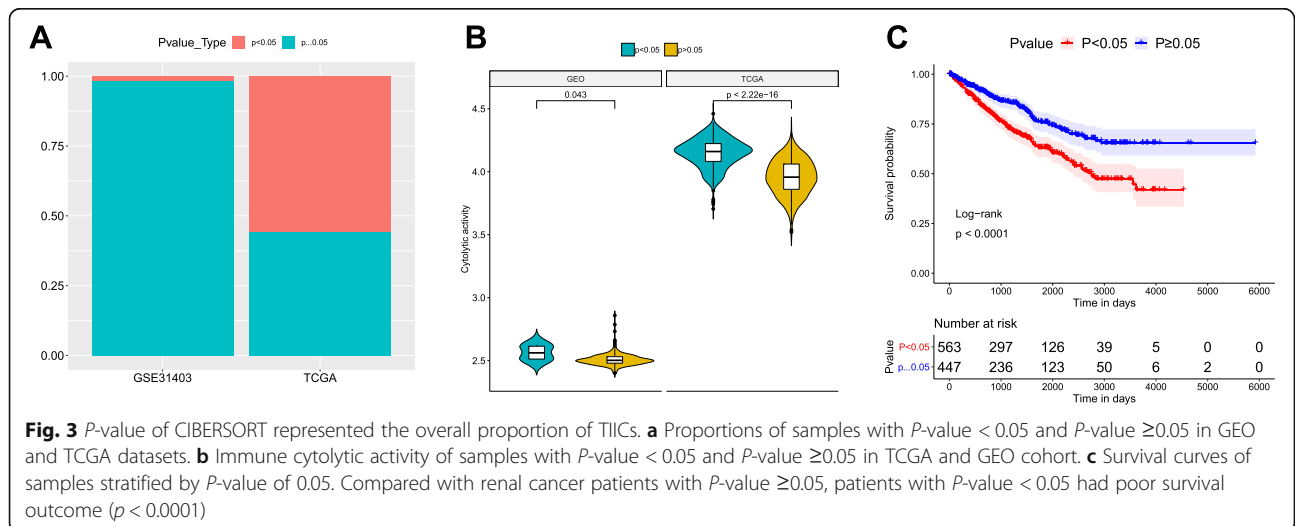 A
Pvalue_Type p<0.05 p...0.05
1.00
0.75
0.50
0.25
0.00
GSE31403 TCGA
B
p<0.05 p>0.05
GEO TCGA
0.043 p < 2.22e−16
Cytolytic activity
4.5
4.0
3.5
3.0
2.5
C
Pvalue P<0.05 P≥0.05
Survival probability
1.00
0.75
0.50
0.25
0.00
Log−rank
p < 0.0001
0 1000 2000 3000 4000 5000 6000
Time in days
Number at risk
Pvalue
P<0.05 563 297 126 39 5 0 0
p...0.05 447 236 123 50 6 2 0
0 1000 2000 3000 4000 5000 6000
Time in days
Fig. 3 P-value of CIBERSORT represented the overall proportion of TIICs. a Proportions of samples with P-value < 0.05 and P-value ≥0.05 in GEO
and TCGA datasets. b Immune cytolytic activity of samples with P-value < 0.05 and P-value ≥0.05 in TCGA and GEO cohort. c Survival curves of
samples stratified by P-value of 0.05. Compared with renal cancer patients with P-value ≥0.05, patients with P-value < 0.05 had poor survival
outcome (p < 0.0001)